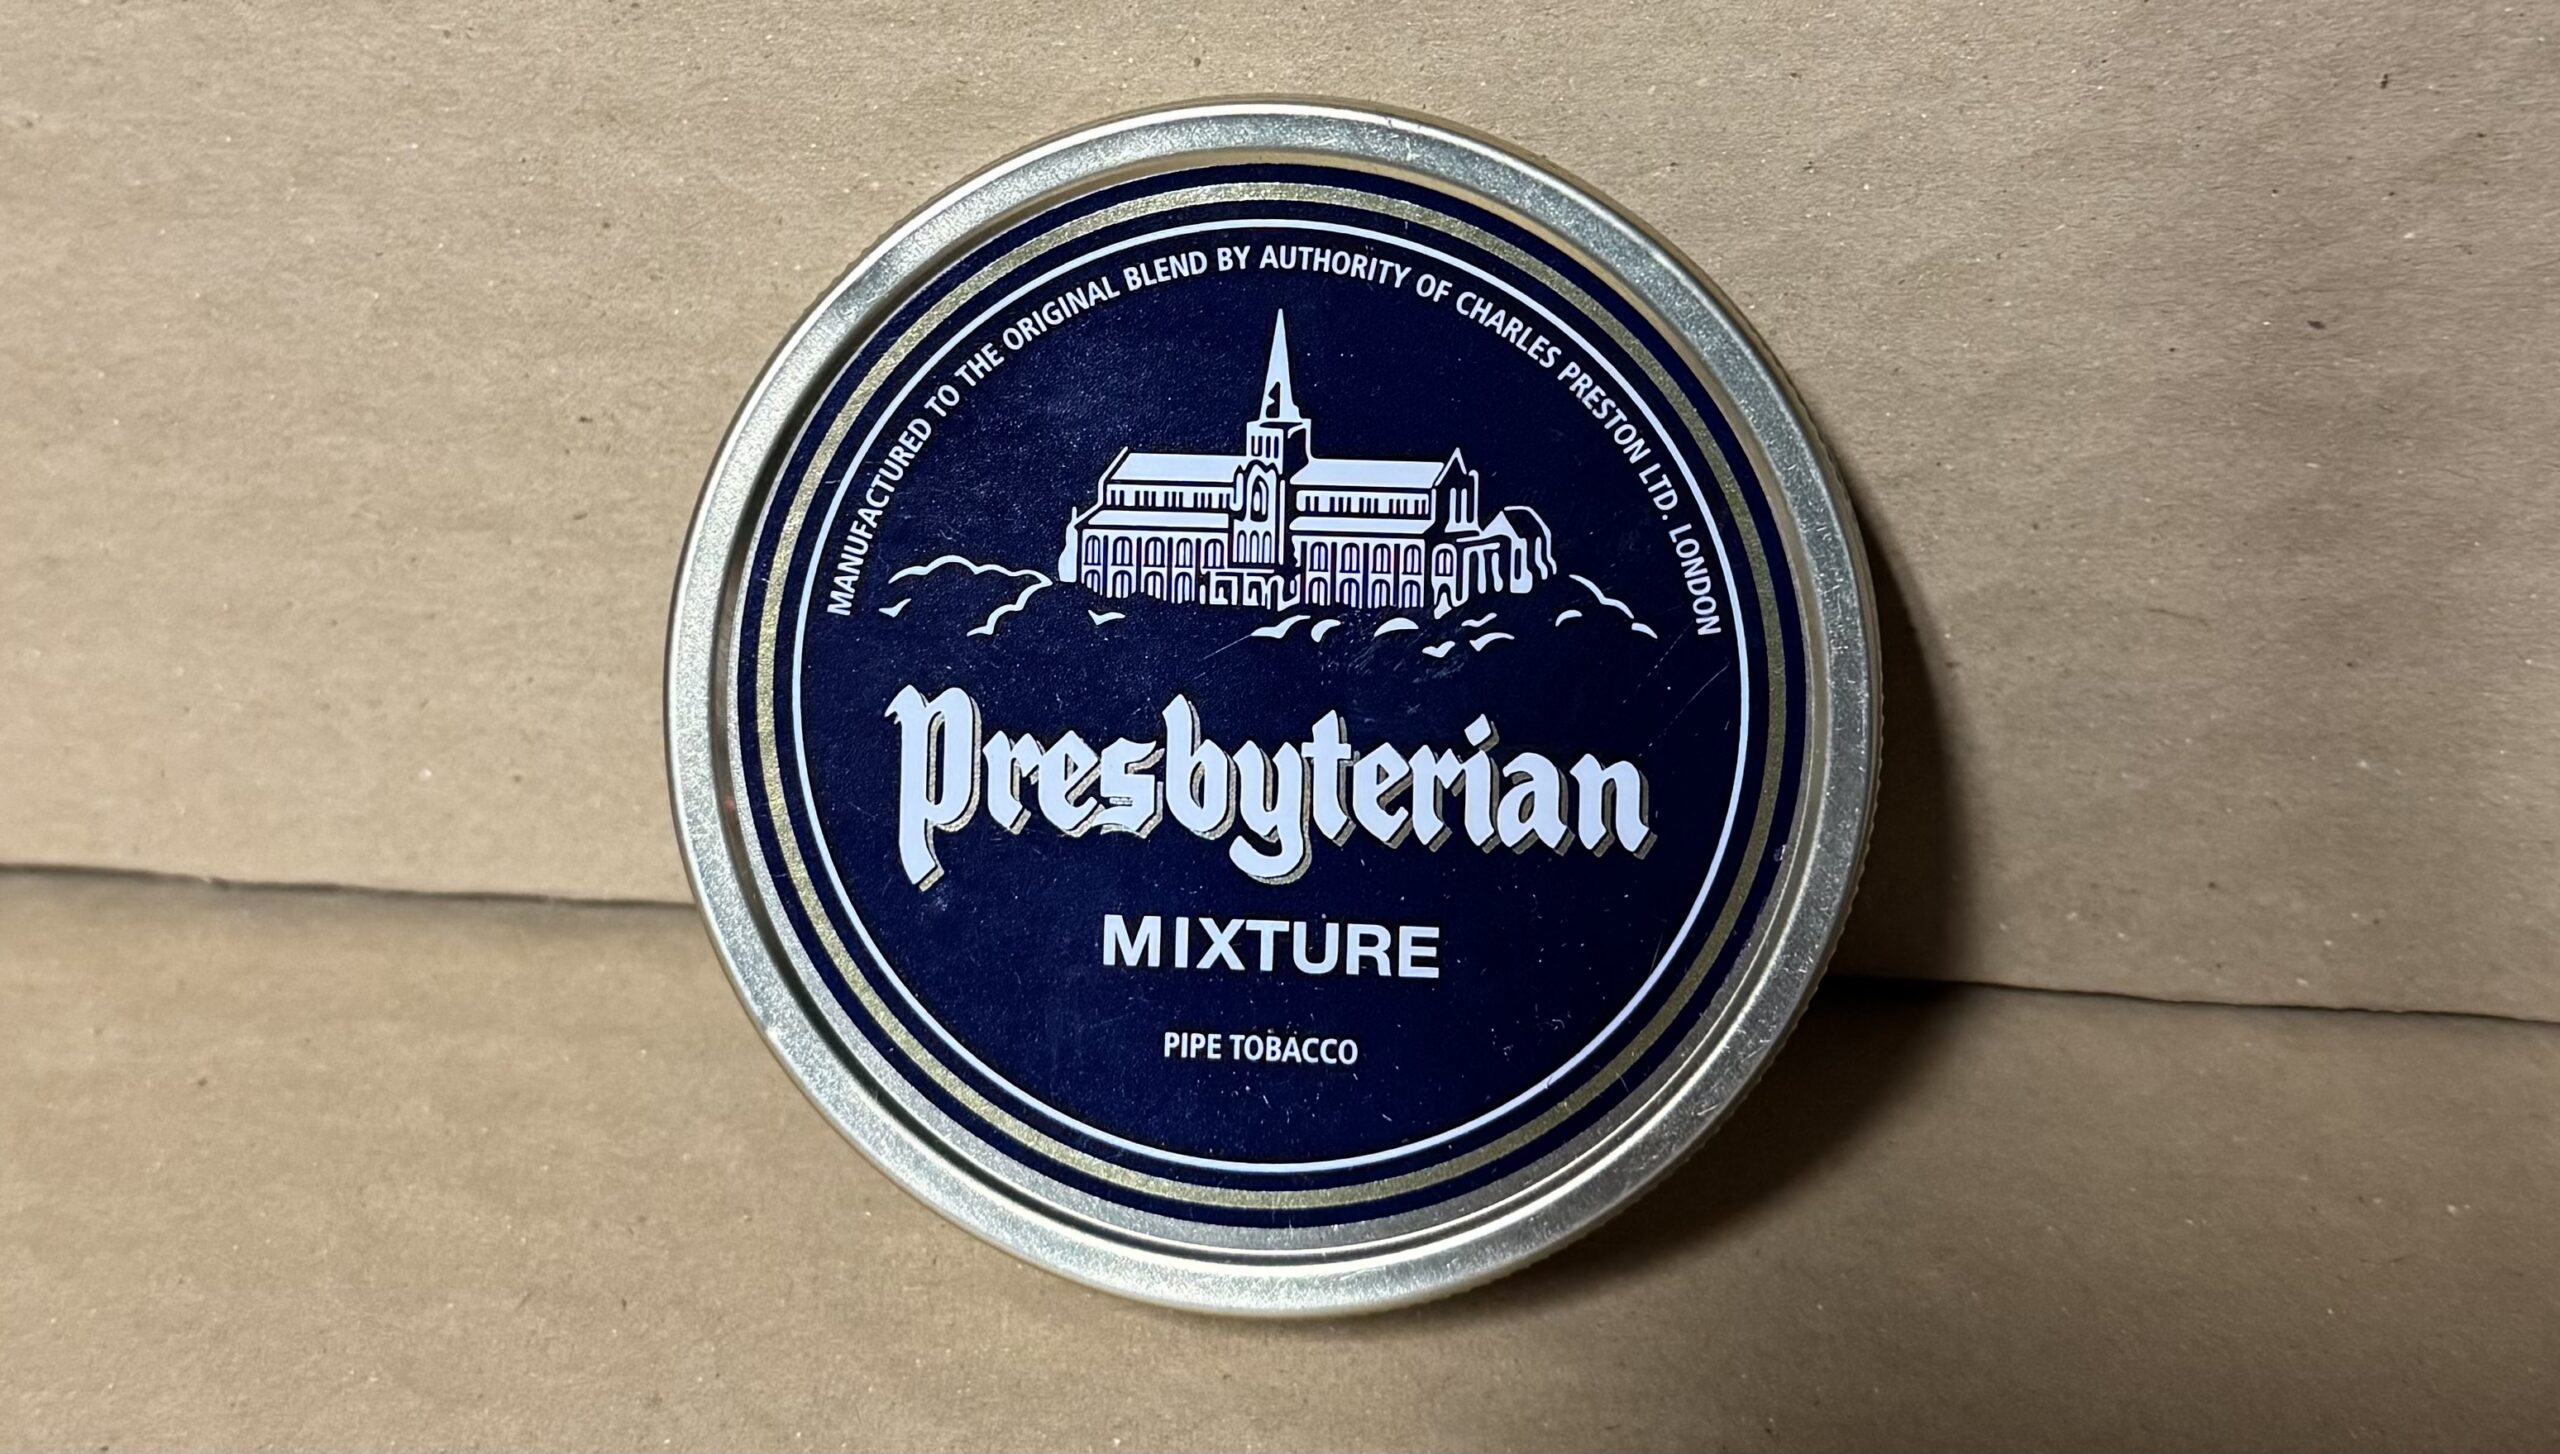 MANUFACTURED TO THE ORIGINAL BLEND BY AUTHORITY OF CHARLES PRESTON LTD. LONDON
Presbyterian
MIXTURE
PIPE TOBACCO